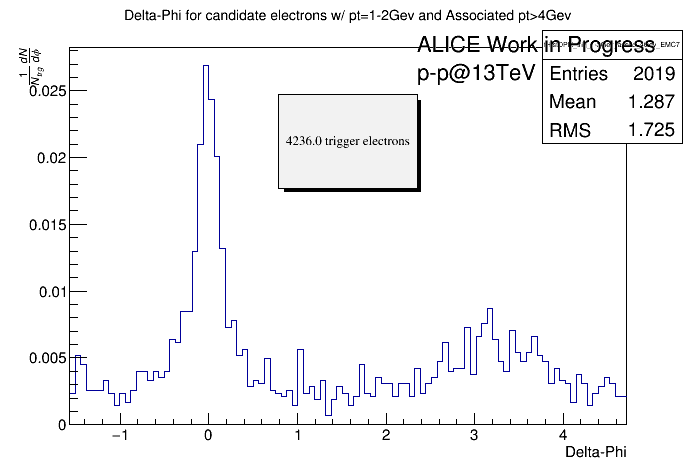 Delta-Phi for candidate electrons w/ pt=1-2Gev and Associated pt>4Gev
1 dN
N_trg dϕ
ALICE Work in Progress
p-p@13TeV
EMC7
Entries 2019
Mean 1.287
RMS 1.725
4236.0 trigger electrons
0.025
0.02
0.015
0.01
0.005
0
−1 0 1 2 3 4
Delta-Phi